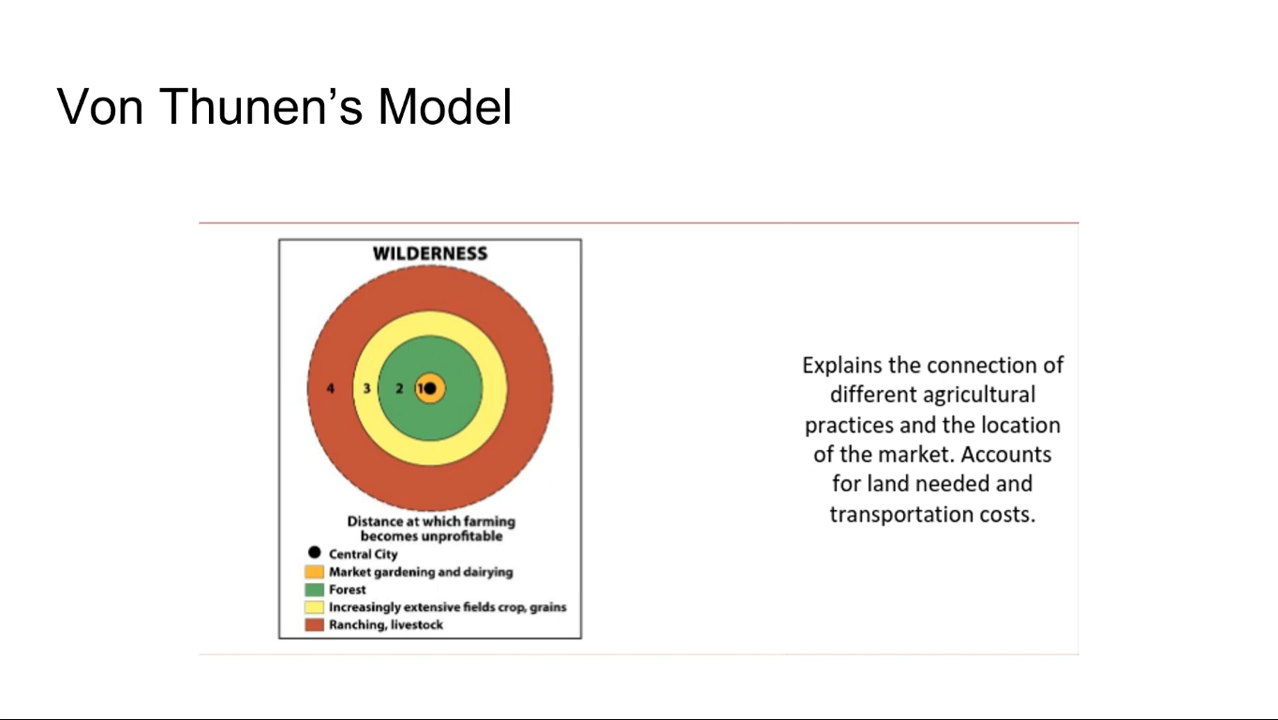 Von Thunen’s Model
WILDERNESS
4 3 2 1
Distance at which farming
becomes unprofitable
Central City
Market gardening and dairying
Forest
Increasingly extensive fields crop, grains
Ranching, livestock
Explains the connection of
different agricultural
practices and the location
of the market. Accounts
for land needed and
transportation costs.